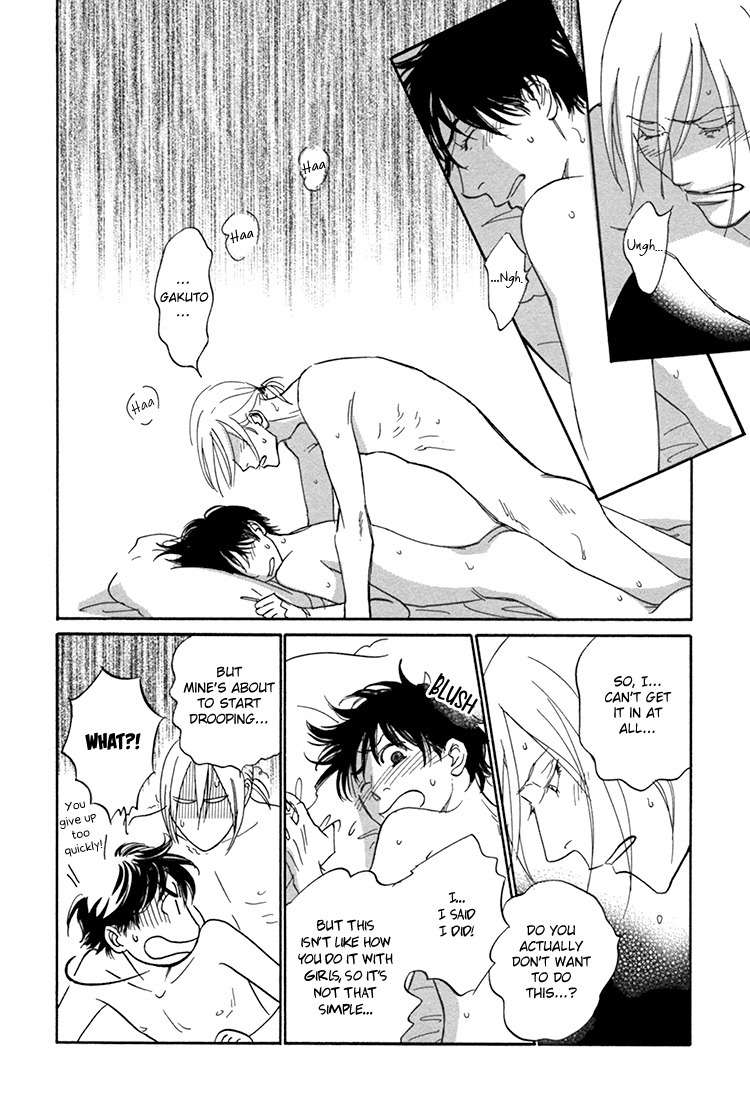 Ungh...
...Ngh.
Haa
Haa
...
GAKUTO
...
Haa
SO, I...
CAN'T GET
IT IN AT
ALL...
DO YOU
ACTUALLY
DON'T WANT
TO DO
THIS...?
BLUSH
I...
I SAID
I DID!
BUT THIS
ISN'T LIKE HOW
YOU DO IT WITH
GIRLS, SO IT'S
NOT THAT
SIMPLE...
BUT
MINE'S ABOUT
TO START
DROOPING...
WHAT?!
You
give up
too
quickly!